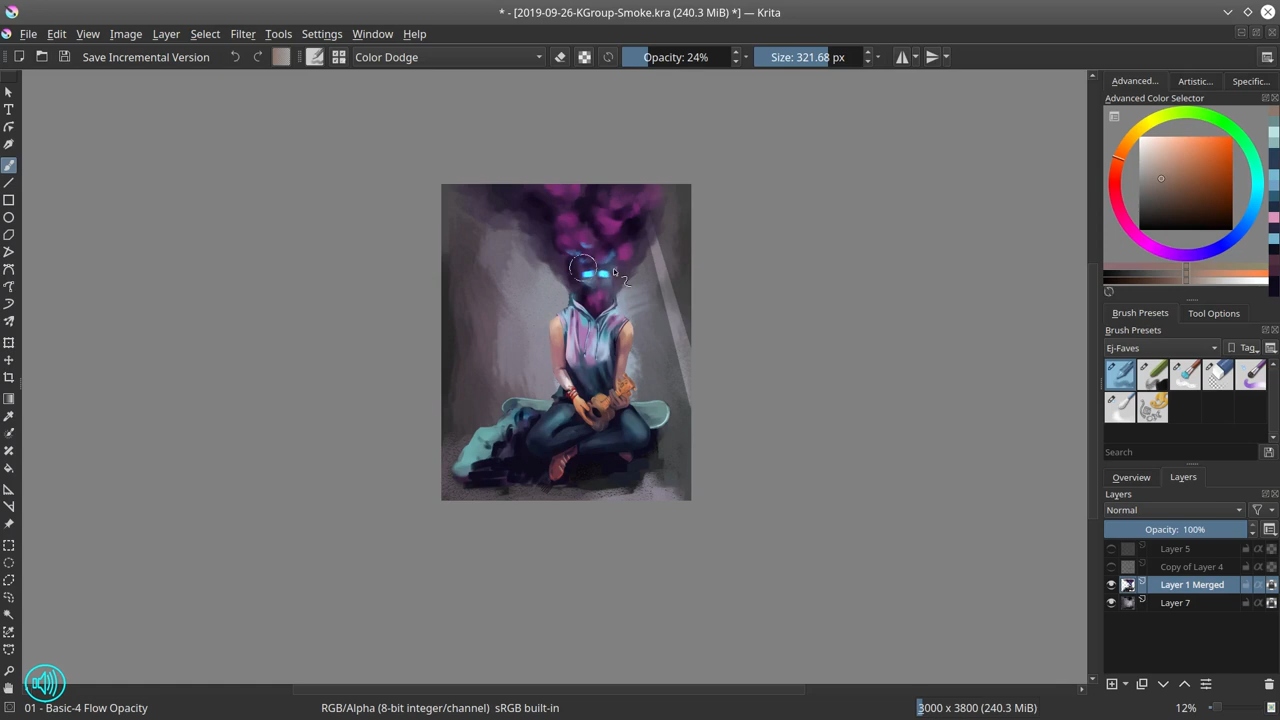 * - [2019-09-26-KGroup-Smoke.kra (240.3 MiB) *] — Krita
File Edit View Image Layer Select Filter Tools Settings Window Help
Save Incremental Version Color Dodge Opacity: 24% Size: 321.68 px
Advanced... Artistic... Specific...
Advanced Color Selector
Brush Presets Tool Options
Brush Presets
Ej-Faves Tag
Search
Overview Layers
Layers
Normal
Opacity: 100%
Layer 5
Copy of Layer 4
Layer 1 Merged
Layer 7
01 - Basic-4 Flow Opacity RGB/Alpha (8-bit integer/channel) sRGB built-in 3000 x 3800 (240.3 MiB) 12%